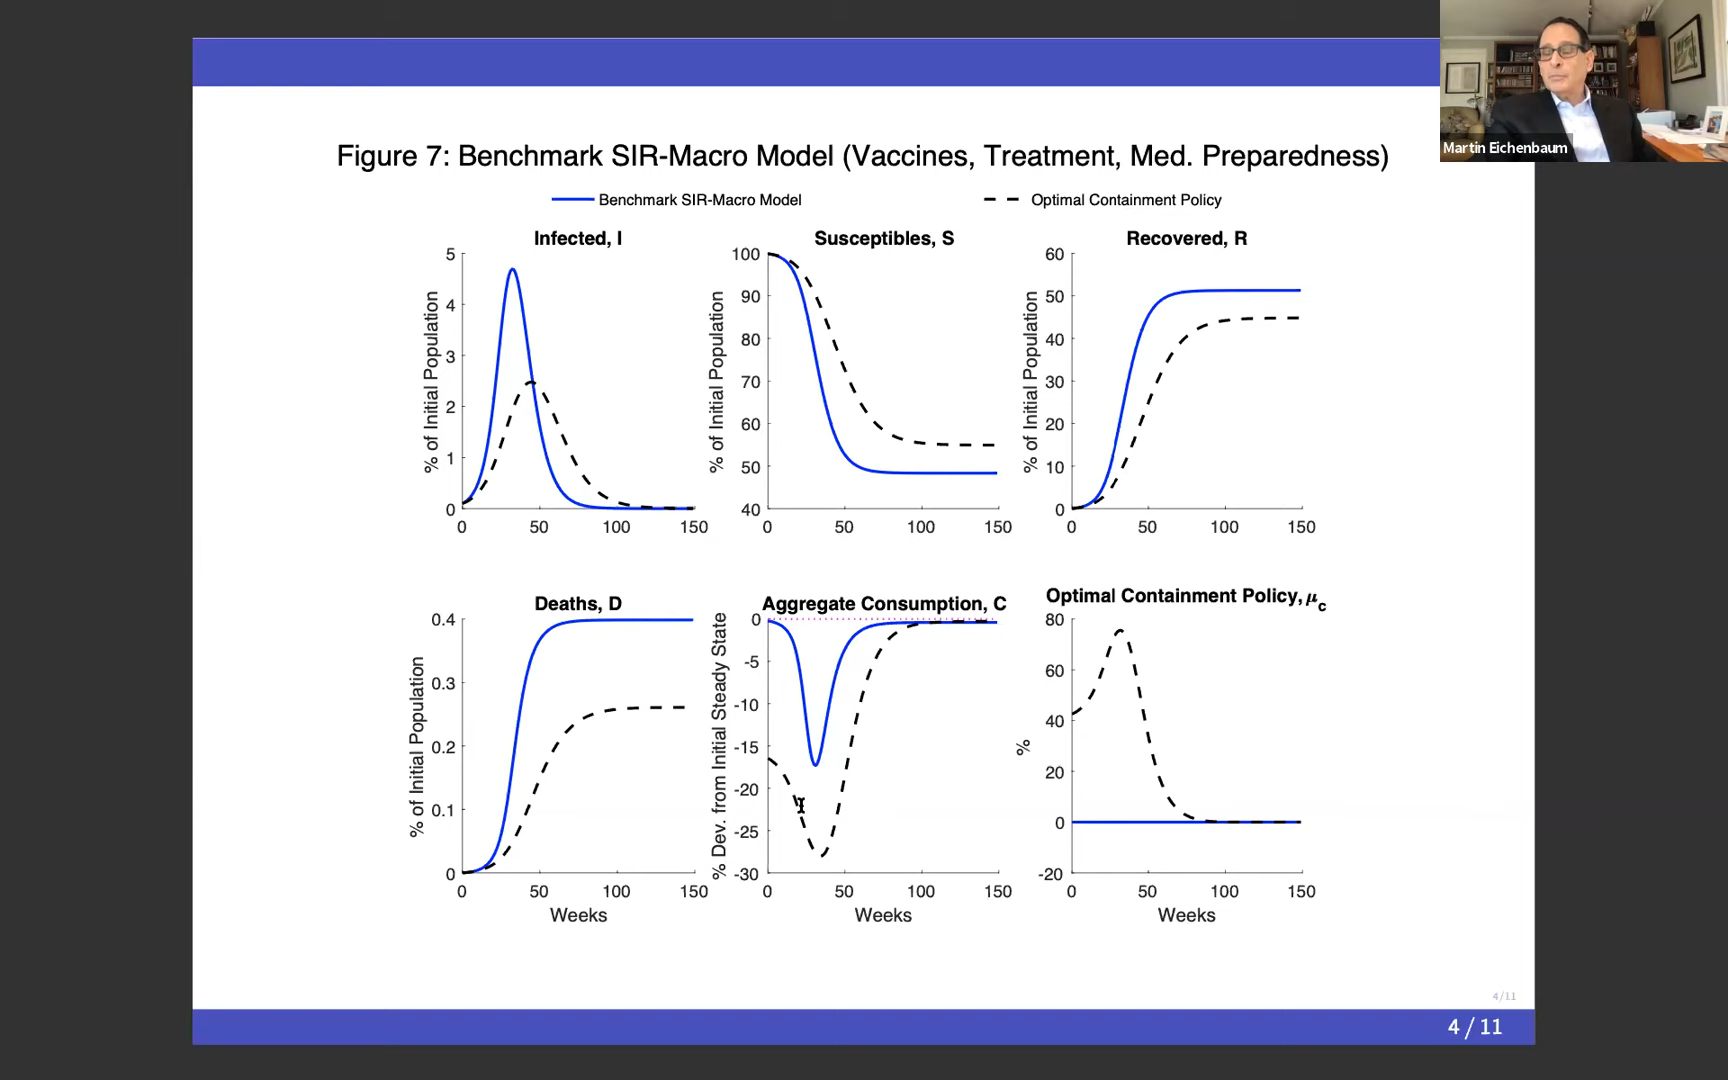 Martin Eichenbaum
Figure 7: Benchmark SIR-Macro Model (Vaccines, Treatment, Med. Preparedness)
Benchmark SIR-Macro Model
Optimal Containment Policy
Infected, I
% of Initial Population
5
4
3
2
1
0
0 50 100 150
Susceptibles, S
% of Initial Population
100
90
80
70
60
50
40
0 50 100 150
Recovered, R
% of Initial Population
60
50
40
30
20
10
0
0 50 100 150
Deaths, D
% of Initial Population
0.4
0.3
0.2
0.1
0
0 50 100 150
Weeks
Aggregate Consumption, C
% Dev. from Initial Steady State
0
-5
-10
-15
-20
-25
-30
0 50 100 150
Weeks
Optimal Containment Policy, μc
%
80
60
40
20
0
-20
0 50 100 150
Weeks
4/11
4 / 11